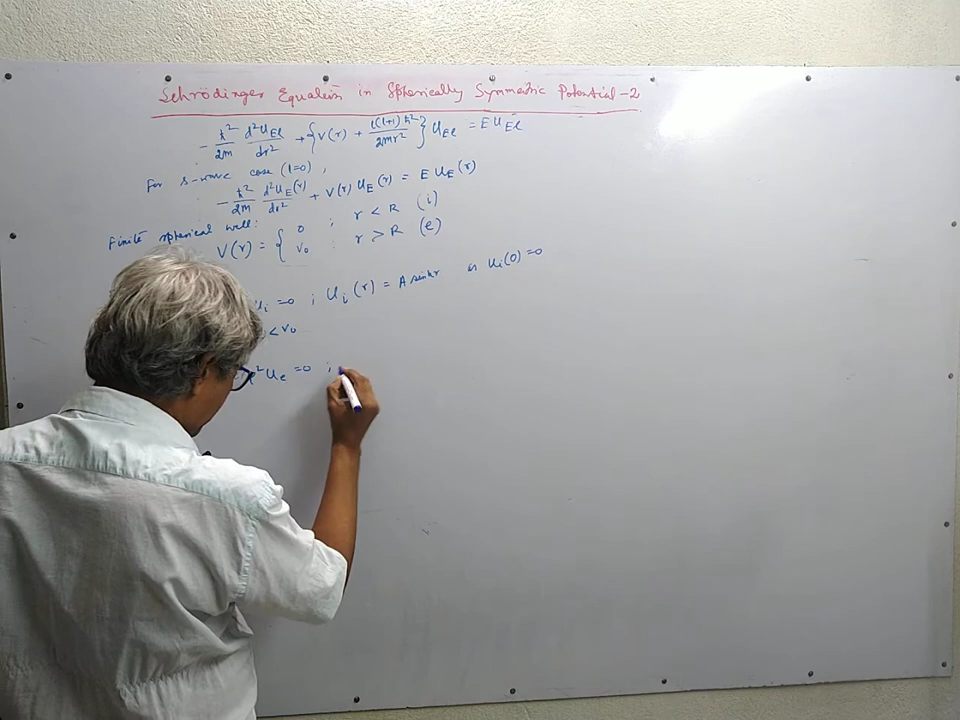 Schrödinger Equation in Spherically Symmetric Potential-2
- ħ²/2m d²U_El/dr² + {V(r) + l(l+1)ħ²/2mr²} U_El = E U_El
For s-wave case (l=0),
- ħ²/2m d²U_E(r)/dr² + V(r) U_E(r) = E U_E(r)
Finite spherical well:
V(r) = { 0 ; r < R (i)
V₀ : r > R (e)
U_i = 0 ; U_i(r) = A sin kr as U_i(0) = 0
< V₀
² U_e = 0 ;